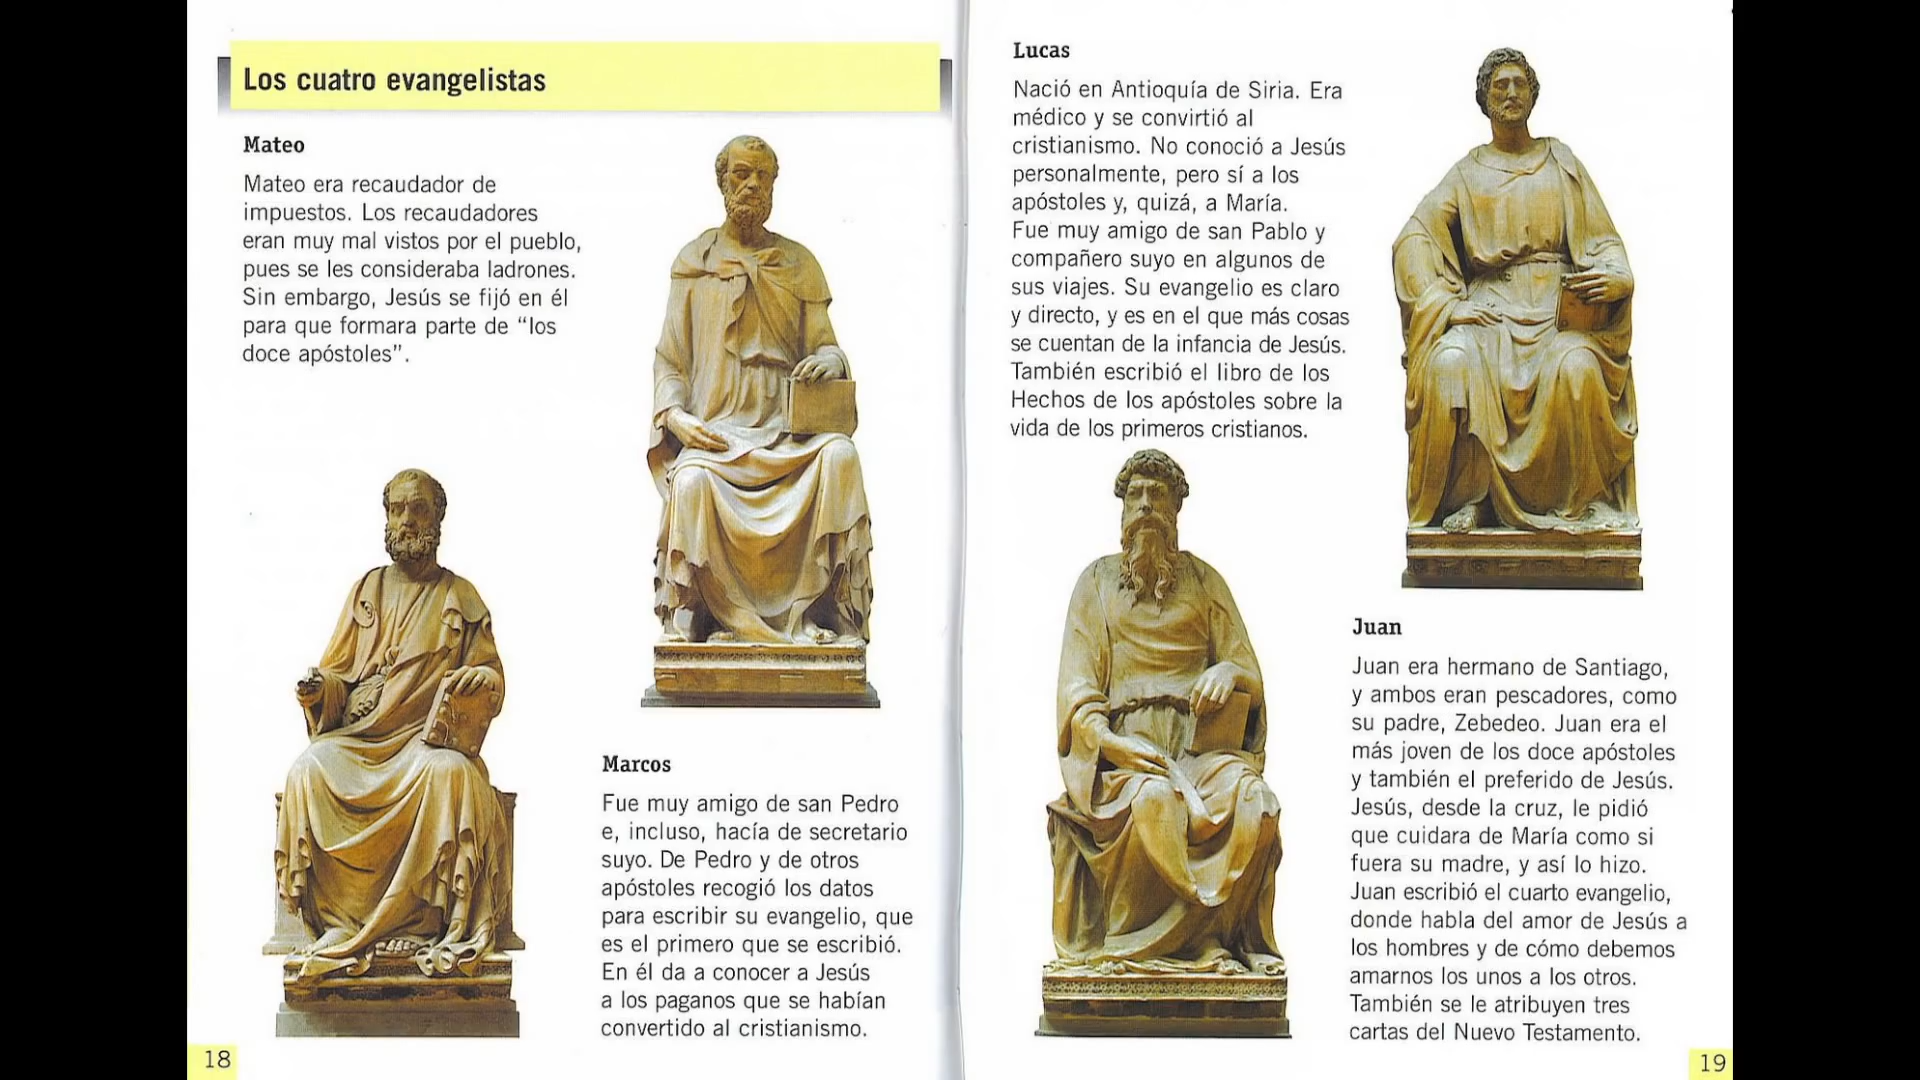 Los cuatro evangelistas
Mateo
Mateo era recaudador de
impuestos. Los recaudadores
eran muy mal vistos por el pueblo,
pues se les consideraba ladrones.
Sin embargo, Jesús se fijó en él
para que formara parte de “los
doce apóstoles”.
Marcos
Fue muy amigo de san Pedro
e, incluso, hacía de secretario
suyo. De Pedro y de otros
apóstoles recogió los datos
para escribir su evangelio, que
es el primero que se escribió.
En él da a conocer a Jesús
a los paganos que se habían
convertido al cristianismo.
18
Lucas
Nació en Antioquía de Siria. Era
médico y se convirtió al
cristianismo. No conoció a Jesús
personalmente, pero sí a los
apóstoles y, quizá, a María.
Fue muy amigo de san Pablo y
compañero suyo en algunos de
sus viajes. Su evangelio es claro
y directo, y es en el que más cosas
se cuentan de la infancia de Jesús.
También escribió el libro de los
Hechos de los apóstoles sobre la
vida de los primeros cristianos.
Juan
Juan era hermano de Santiago,
y ambos eran pescadores, como
su padre, Zebedeo. Juan era el
más joven de los doce apóstoles
y también el preferido de Jesús.
Jesús, desde la cruz, le pidió
que cuidara de María como si
fuera su madre, y así lo hizo.
Juan escribió el cuarto evangelio,
donde habla del amor de Jesús a
los hombres y de cómo debemos
amarnos los unos a los otros.
También se le atribuyen tres
cartas del Nuevo Testamento.
19